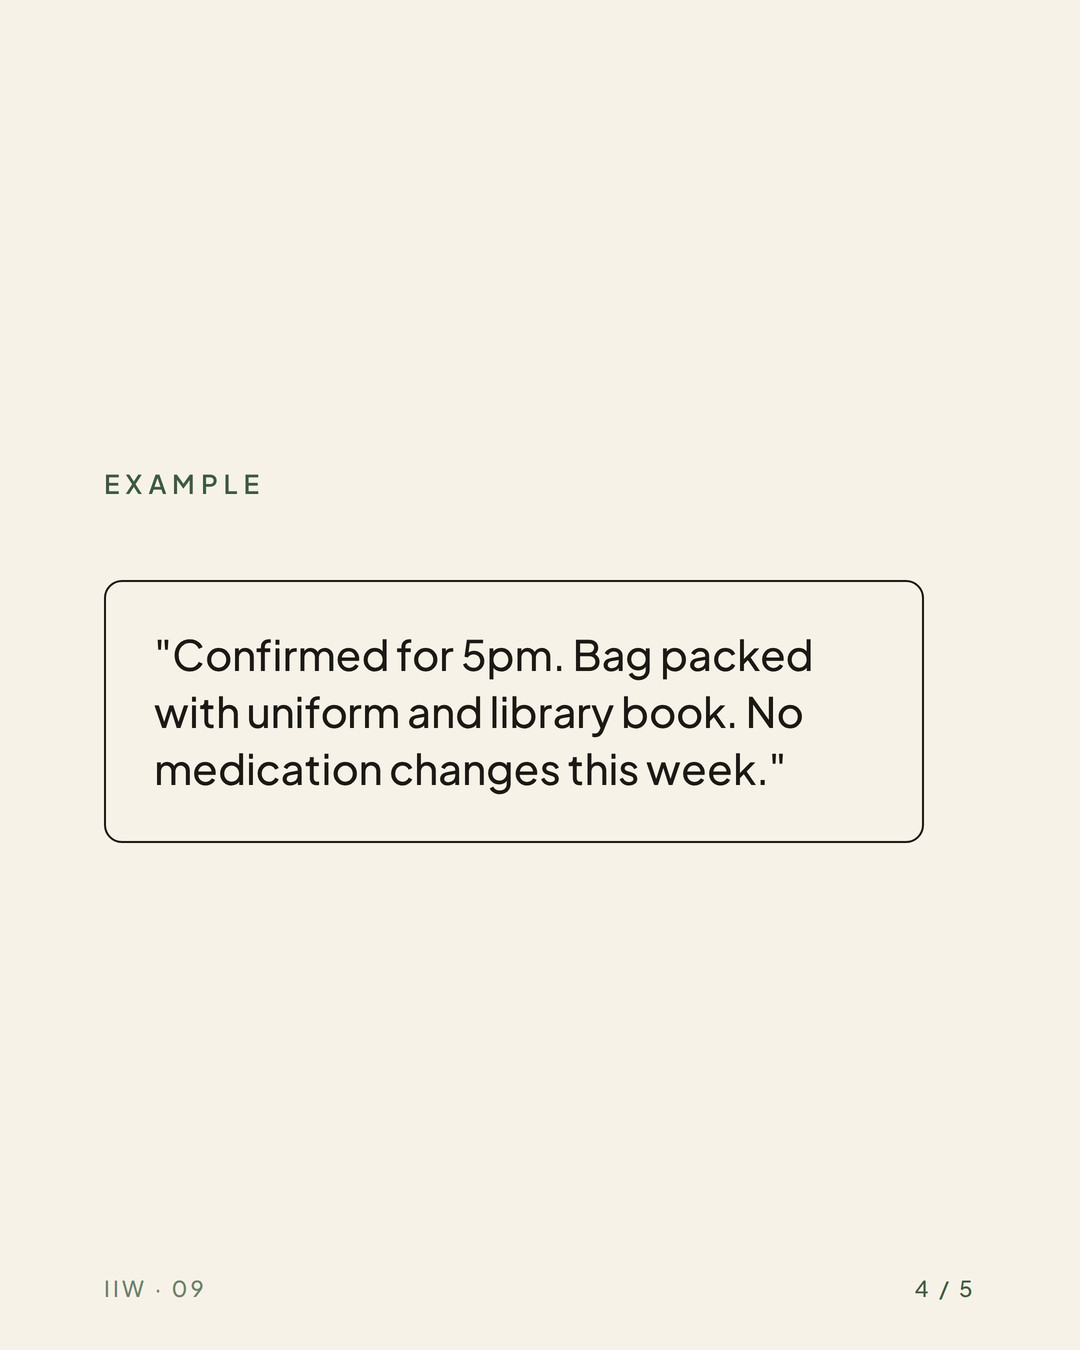 EXAMPLE
"Confirmed for 5pm. Bag packed
with uniform and library book. No
medication changes this week."
IIW · 09
4 / 5